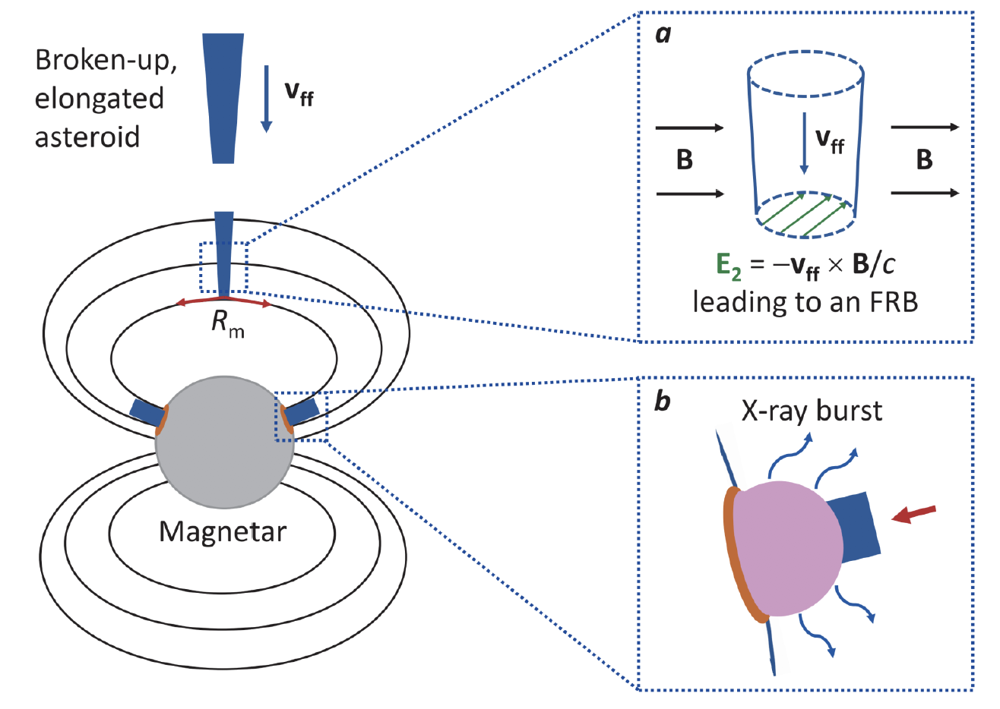 Broken-up,
elongated
asteroid
v_ff
R_m
Magnetar
a
v_ff
B
B
E_2 = −v_ff × B/c
leading to an FRB
b
X-ray burst